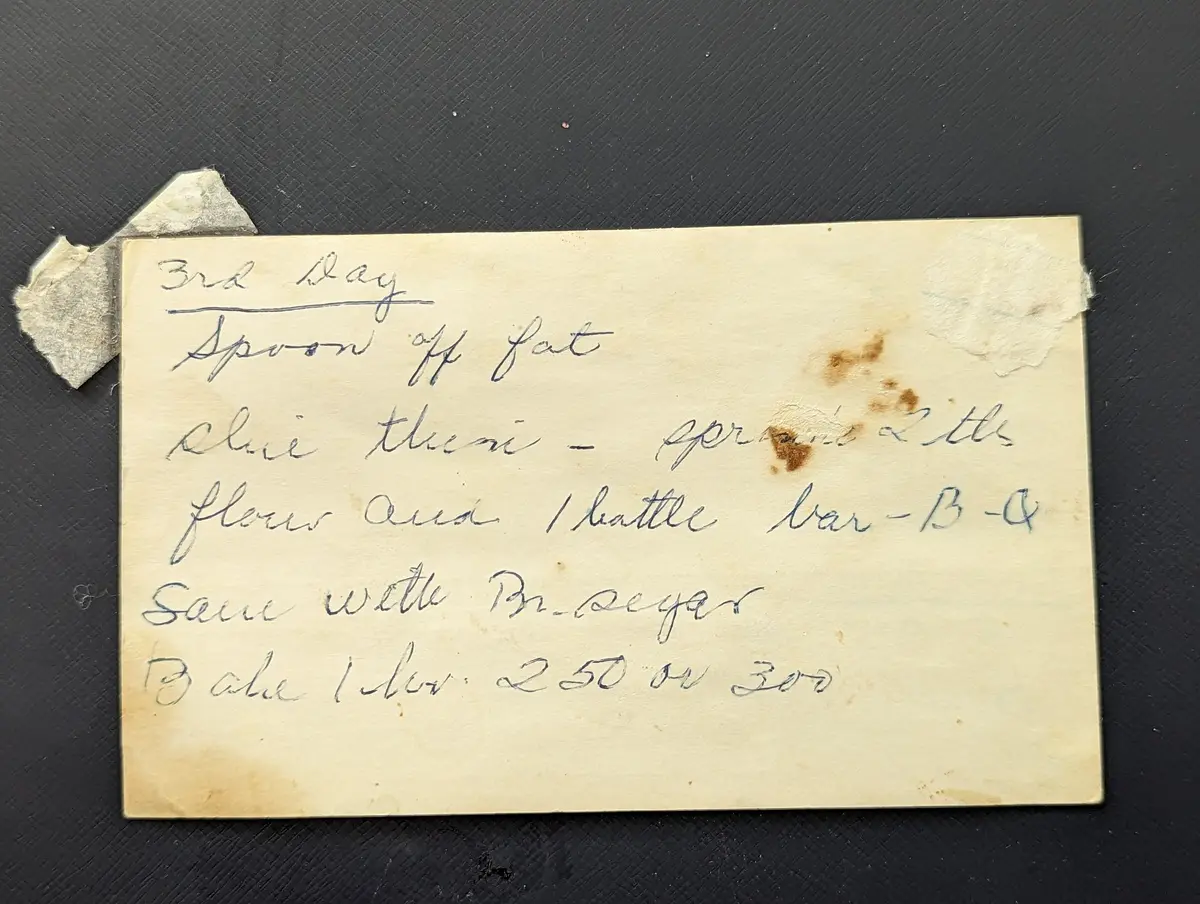 3rd Day
Spoon off fat
slice thin - sprinkle 2 tbs
flour and 1 bottle bar-B-Q
Sauce with Br. sugar
Bake 1 hr. 250 or 300